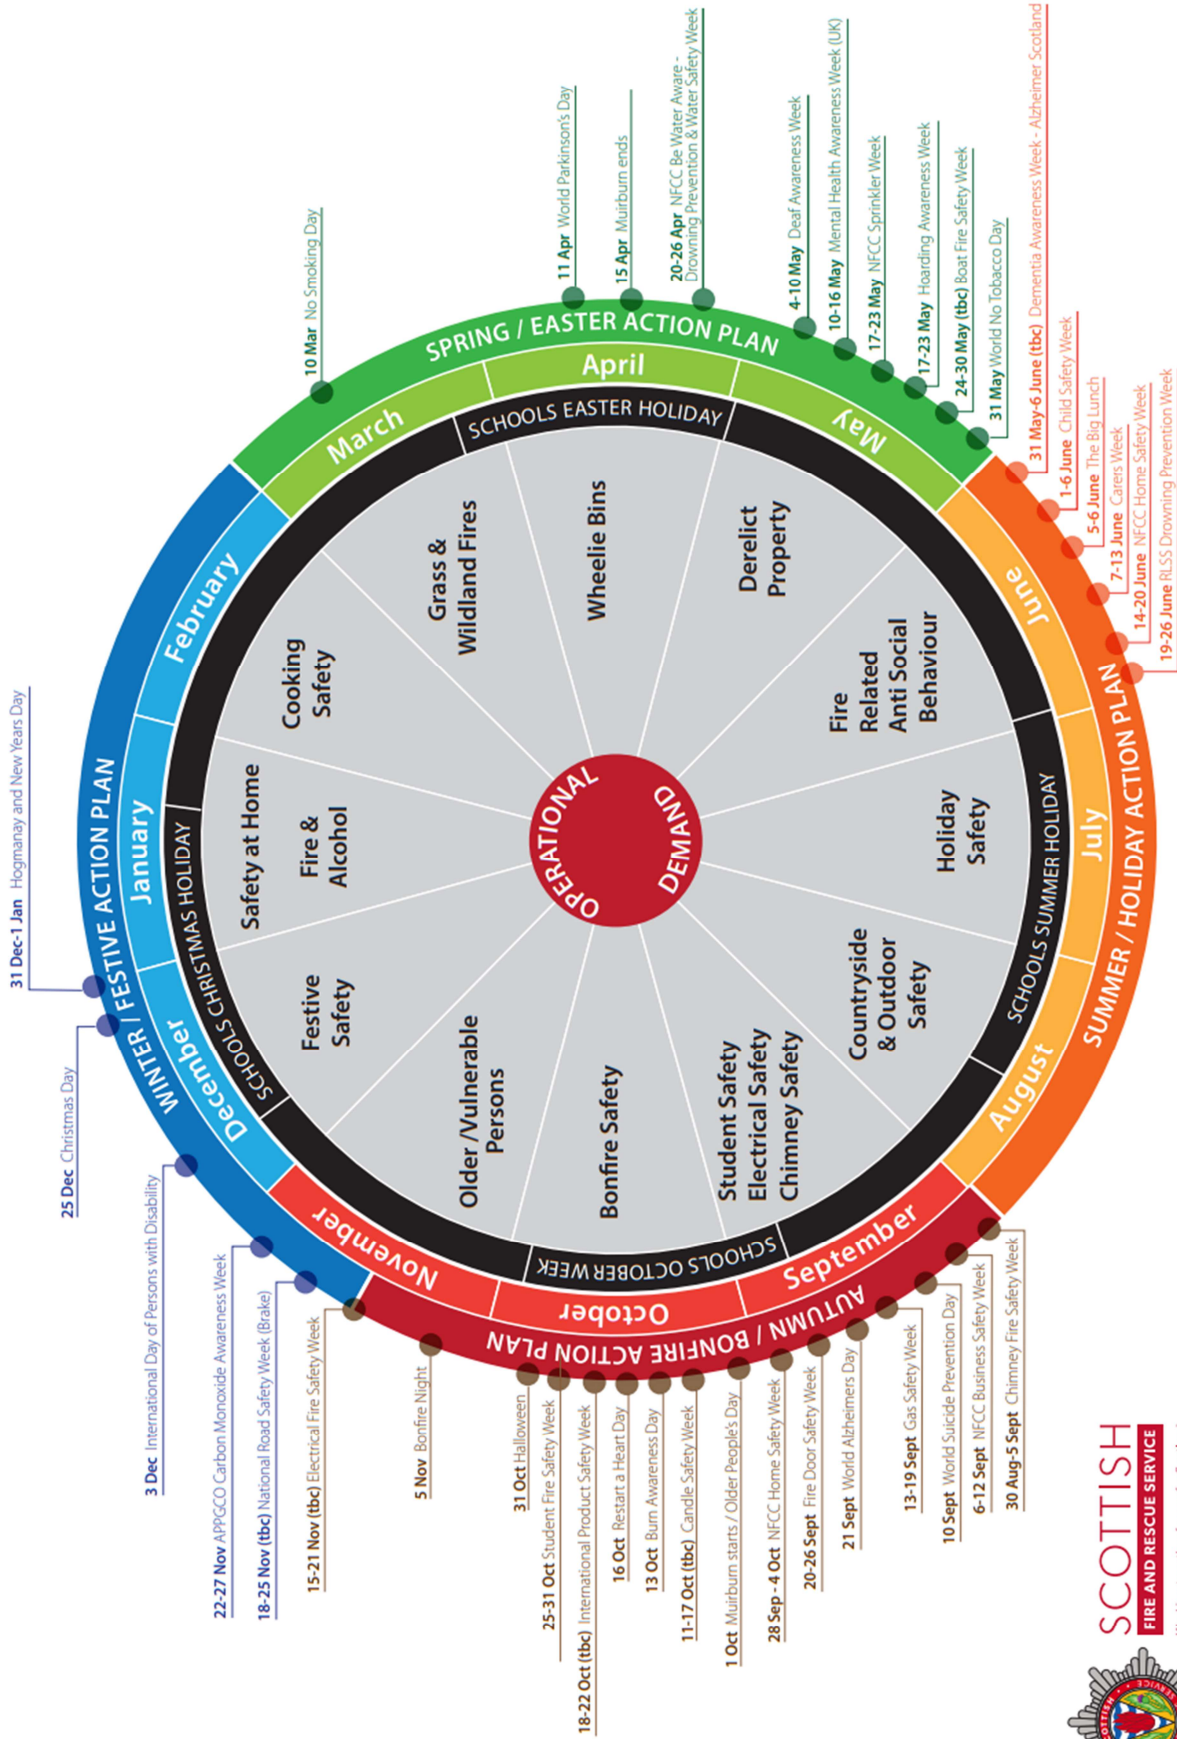 31 Dec-1 Jan Hogmanay and New Years Day
25 Dec Christmas Day
3 Dec International Day of Persons with Disability
22-27 Nov APPGCO Carbon Monoxide Awareness Week
18-25 Nov (tbc) National Road Safety Week (Brake)
15-21 Nov (tbc) Electrical Fire Safety Week
5 Nov Bonfire Night
31 Oct Halloween
25-31 Oct Student Fire Safety Week
18-22 Oct (tbc) International Product Safety Week
16 Oct Restart a Heart Day
13 Oct Burn Awareness Day
11-17 Oct (tbc) Candle Safety Week
1 Oct Muirburn starts / Older People's Day
28 Sep - 4 Oct NFCC Home Safety Week
20-26 Sept Fire Door Safety Week
21 Sept World Alzheimers Day
13-19 Sept Gas Safety Week
10 Sept World Suicide Prevention Day
6-12 Sept NFCC Business Safety Week
30 Aug-5 Sept Chimney Fire Safety Week
10 Mar No Smoking Day
11 Apr World Parkinson's Day
15 Apr Muirburn ends
20-26 Apr NFCC Be Water Aware -
Drowning Prevention & Water Safety Week
4-10 May Deaf Awareness Week
10-16 May Mental Health Awareness Week (UK)
17-23 May NFCC Sprinkler Week
17-23 May Hoarding Awareness Week
24-30 May (tbc) Boat Fire Safety Week
31 May World No Tobacco Day
31 May-6 June (tbc) Dementia Awareness Week - Alzheimer Scotland
1-6 June Child Safety Week
5-6 June The Big Lunch
7-13 June Carers Week
14-20 June NFCC Home Safety Week
19-26 June RLSS Drowning Prevention Week
WINTER / FESTIVE ACTION PLAN
SPRING / EASTER ACTION PLAN
SUMMER / HOLIDAY ACTION PLAN
AUTUMN / BONFIRE ACTION PLAN
January
February
March
April
May
June
July
August
September
October
November
December
SCHOOLS CHRISTMAS HOLIDAY
SCHOOLS EASTER HOLIDAY
SCHOOLS SUMMER HOLIDAY
SCHOOLS OCTOBER WEEK
Safety at Home
Fire &
Alcohol
Cooking
Safety
Grass &
Wildland Fires
Wheelie Bins
Derelict
Property
Fire
Related
Anti Social
Behaviour
Holiday
Safety
Countryside
& Outdoor
Safety
Student Safety
Electrical Safety
Chimney Safety
Bonfire Safety
Older /Vulnerable
Persons
Festive
Safety
OPERATIONAL
DEMAND
SCOTTISH
FIRE AND RESCUE SERVICE
SCOTTISH